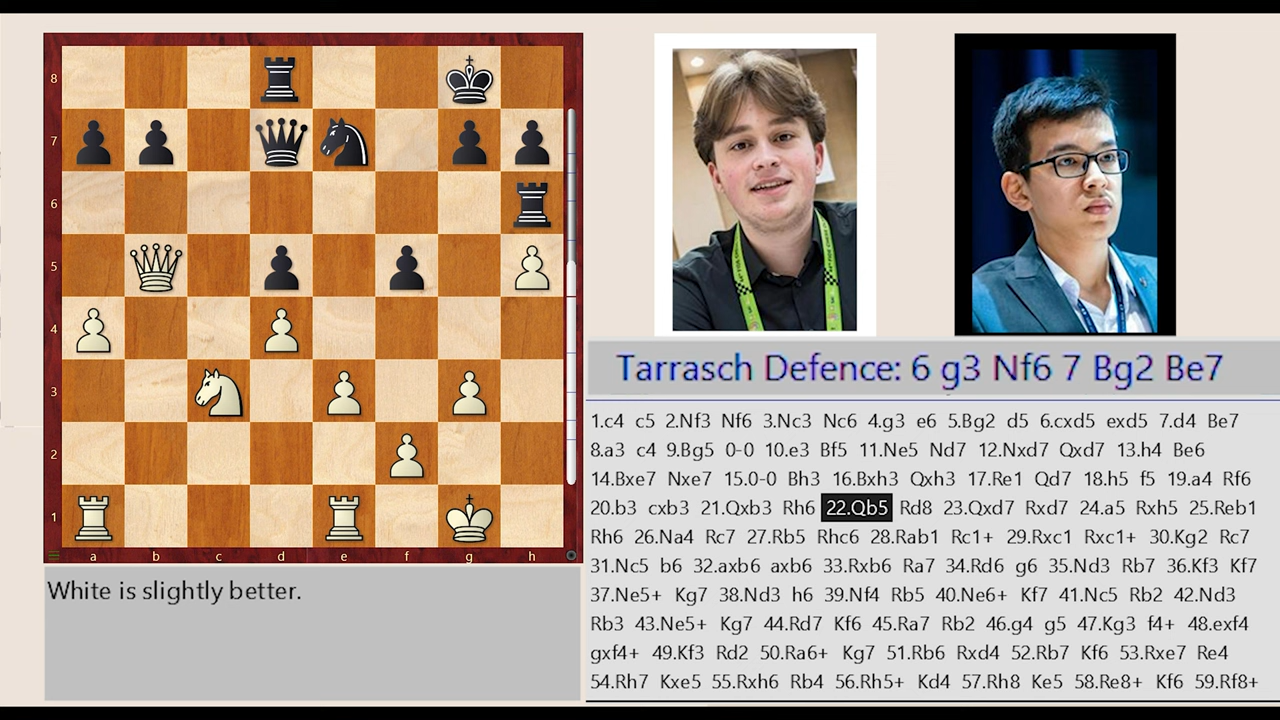 8
7
6
5
4
3
2
1
a b c d e f g h
Tarrasch Defence: 6 g3 Nf6 7 Bg2 Be7
1.c4 c5 2.Nf3 Nf6 3.Nc3 Nc6 4.g3 e6 5.Bg2 d5 6.cxd5 exd5 7.d4 Be7
8.a3 c4 9.Bg5 0-0 10.e3 Bf5 11.Ne5 Nd7 12.Nxd7 Qxd7 13.h4 Be6
14.Bxe7 Nxe7 15.0-0 Bh3 16.Bxh3 Qxh3 17.Re1 Qd7 18.h5 f5 19.a4 Rf6
20.b3 cxb3 21.Qxb3 Rh6 22.Qb5 Rd8 23.Qxd7 Rxd7 24.a5 Rxh5 25.Reb1
Rh6 26.Na4 Rc7 27.Rb5 Rhc6 28.Rab1 Rc1+ 29.Rxc1 Rxc1+ 30.Kg2 Rc7
31.Nc5 b6 32.axb6 axb6 33.Rxb6 Ra7 34.Rd6 g6 35.Nd3 Rb7 36.Kf3 Kf7
37.Ne5+ Kg7 38.Nd3 h6 39.Nf4 Rb5 40.Ne6+ Kf7 41.Nc5 Rb2 42.Nd3
Rb3 43.Ne5+ Kg7 44.Rd7 Kf6 45.Ra7 Rb2 46.g4 g5 47.Kg3 f4+ 48.exf4
gxf4+ 49.Kf3 Rd2 50.Ra6+ Kg7 51.Rb6 Rxd4 52.Rb7 Kf6 53.Rxe7 Re4
54.Rh7 Kxe5 55.Rxh6 Rb4 56.Rh5+ Kd4 57.Rh8 Ke5 58.Re8+ Kf6 59.Rf8+
White is slightly better.